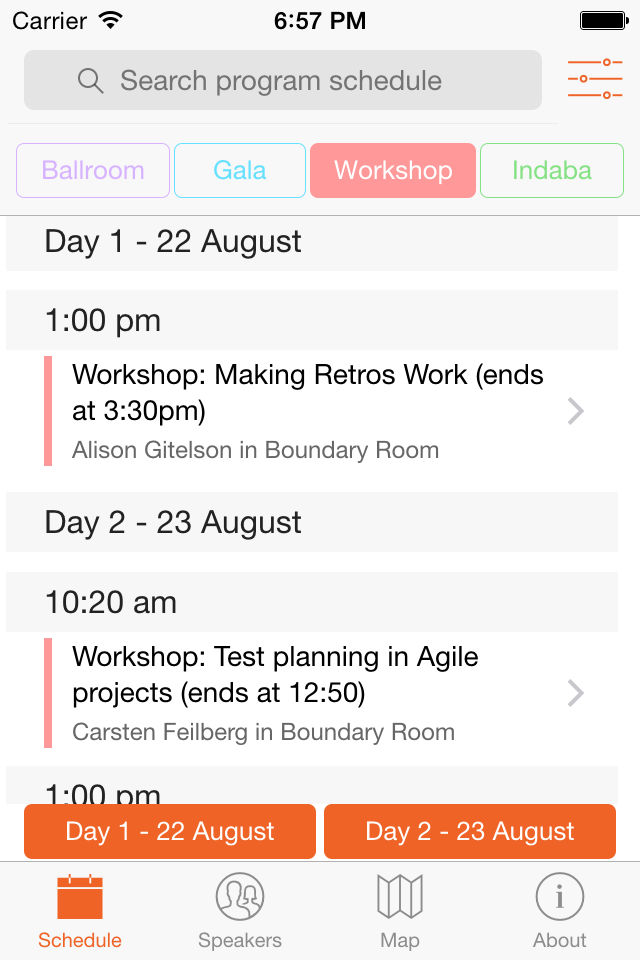 Carrier 6:57 PM
Search program schedule
Ballroom Gala Workshop Indaba
Day 1 - 22 August
1:00 pm
Workshop: Making Retros Work (ends
at 3:30pm)
Alison Gitelson in Boundary Room
Day 2 - 23 August
10:20 am
Workshop: Test planning in Agile
projects (ends at 12:50)
Carsten Feilberg in Boundary Room
1:00 pm
Day 1 - 22 August Day 2 - 23 August
Schedule Speakers Map About